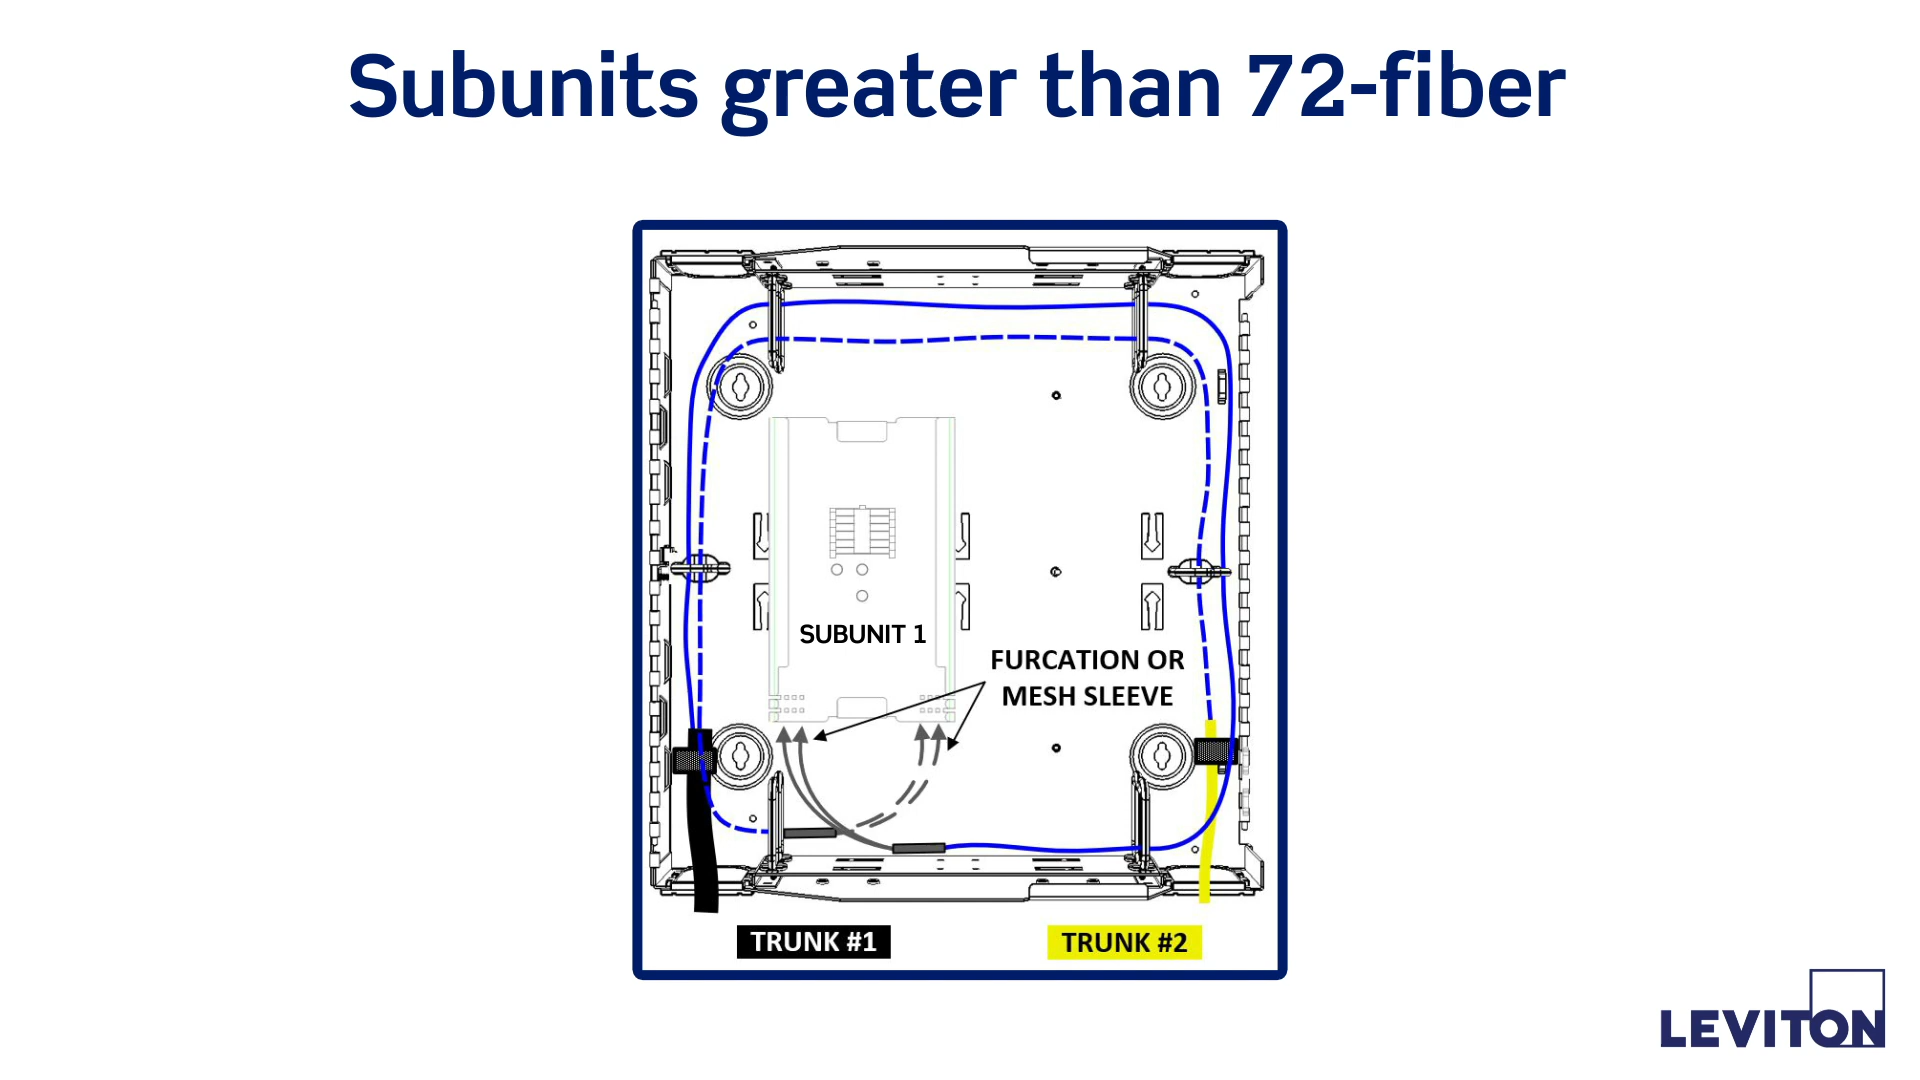 Subunits greater than 72-fiber
SUBUNIT 1
FURCATION OR
MESH SLEEVE
TRUNK #1
TRUNK #2
LEVITON